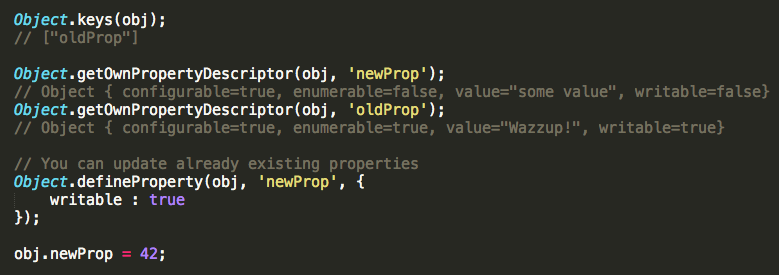 Object.keys(obj);
// ["oldProp"]
Object.getOwnPropertyDescriptor(obj, 'newProp');
// Object { configurable=true, enumerable=false, value="some value", writable=false}
Object.getOwnPropertyDescriptor(obj, 'oldProp');
// Object { configurable=true, enumerable=true, value="Wazzup!", writable=true}
// You can update already existing properties
Object.defineProperty(obj, 'newProp', {
    writable : true
});
obj.newProp = 42;